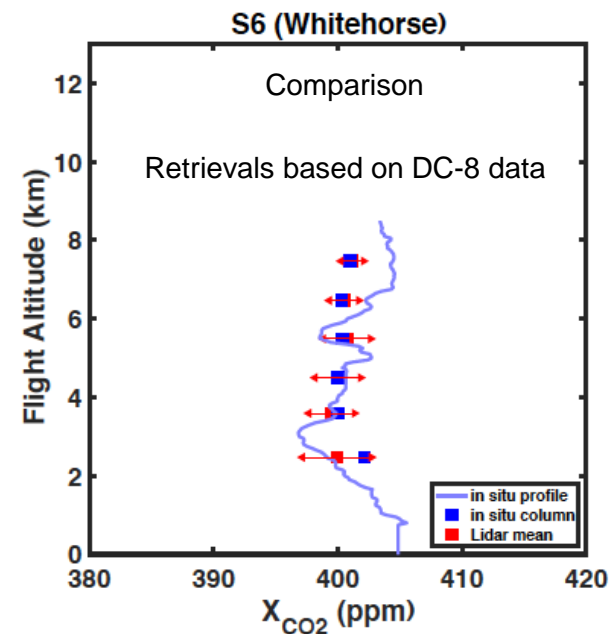 S6 (Whitehorse)
Comparison
Retrievals based on DC-8 data
Flight Altitude (km)
12
10
8
6
4
2
0
in situ profile
in situ column
Lidar mean
380
390
400
410
420
X_CO2 (ppm)